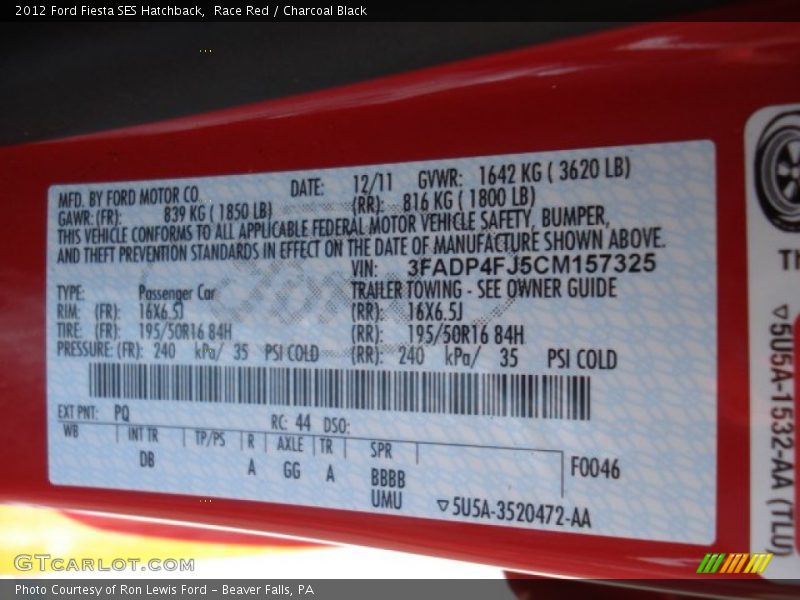 2012 Ford Fiesta SES Hatchback, Race Red / Charcoal Black
MFD. BY FORD MOTOR CO. DATE: 12/11 GVWR: 1642 KG ( 3620 LB)
GAWR: (FR): 839 KG ( 1850 LB) (RR): 816 KG ( 1800 LB)
THIS VEHICLE CONFORMS TO ALL APPLICABLE FEDERAL MOTOR VEHICLE SAFETY, BUMPER,
AND THEFT PREVENTION STANDARDS IN EFFECT ON THE DATE OF MANUFACTURE SHOWN ABOVE.
VIN: 3FADP4FJ5CM157325
TYPE: Passenger Car TRAILER TOWING - SEE OWNER GUIDE
RIM: (FR): 16X6.5J (RR): 16X6.5J
TIRE: (FR): 195/50R16 84H (RR): 195/50R16 84H
PRESSURE: (FR): 240 kPa/ 35 PSI COLD (RR): 240 kPa/ 35 PSI COLD
EXT PNT: PQ RC: 44 DSO:
WB INT TR TP/PS R AXLE TR SPR
DB A GG A BBBB F0046
UMU ▽5U5A-3520472-AA
▽5U5A-1532-AA (TLU)
GTCarLot.com
Photo Courtesy of Ron Lewis Ford - Beaver Falls, PA